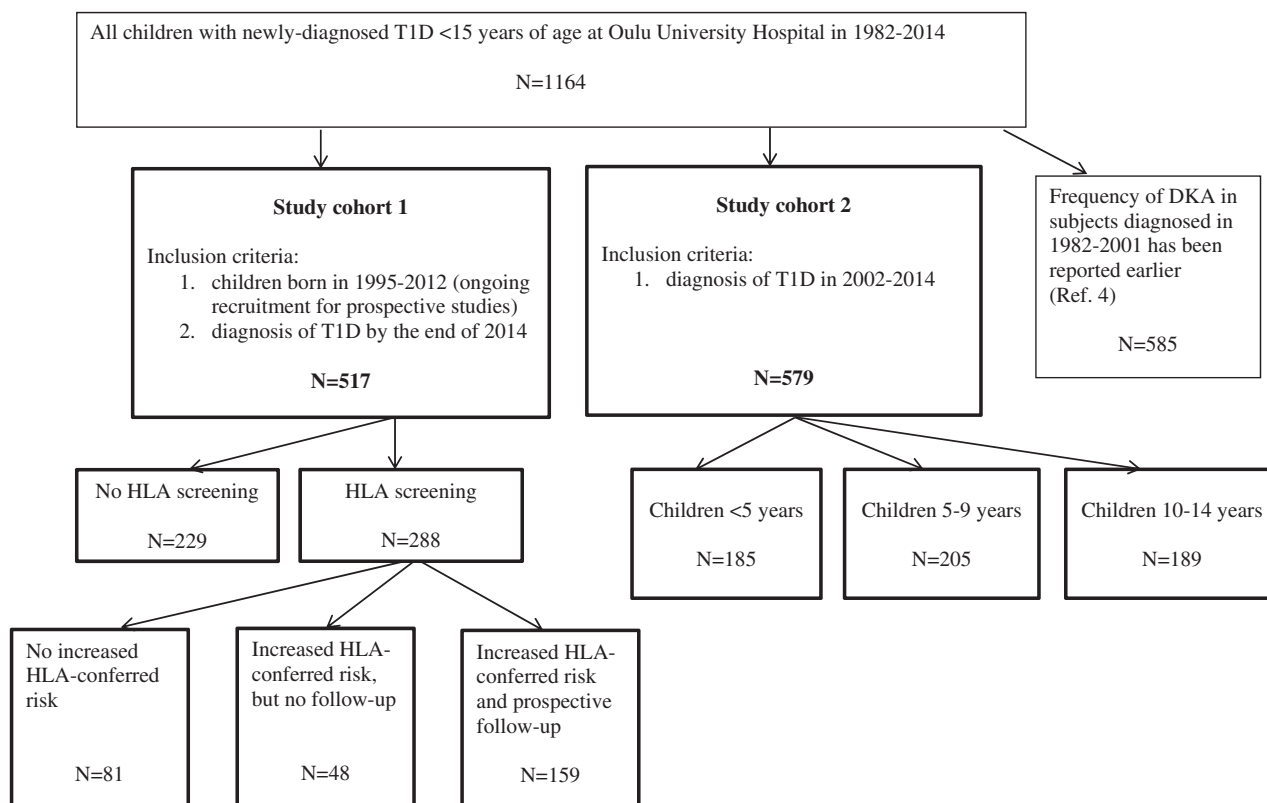 All children with newly-diagnosed T1D <15 years of age at Oulu University Hospital in 1982-2014
N=1164
Study cohort 1
Inclusion criteria:
1. children born in 1995-2012 (ongoing
recruitment for prospective studies)
2. diagnosis of T1D by the end of 2014
N=517
Study cohort 2
Inclusion criteria:
1. diagnosis of T1D in 2002-2014
N=579
Frequency of DKA in
subjects diagnosed in
1982-2001 has been
reported earlier
(Ref. 4)
N=585
No HLA screening
N=229
HLA screening
N=288
Children <5 years
N=185
Children 5-9 years
N=205
Children 10-14 years
N=189
No increased
HLA-conferred
risk
N=81
Increased HLA-
conferred risk,
but no follow-up
N=48
Increased HLA-
conferred risk
and prospective
follow-up
N=159